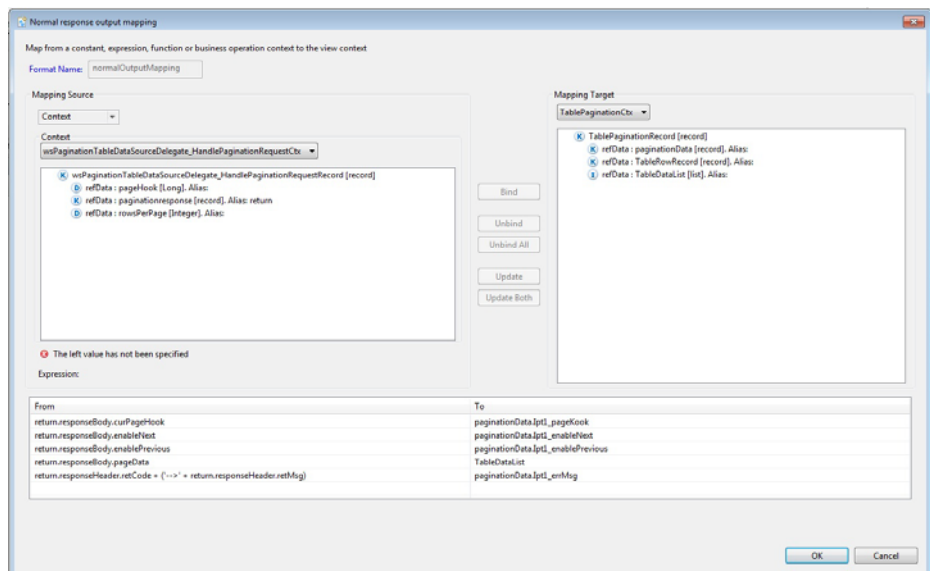 Normal response output mapping
Map from a constant, expression, function or business operation context to the view context
Format Name: normalOutputMapping
Mapping Source
Context
Context
wsPaginationTableDataSourceDelegate_HandlePaginationRequestCtx
K wsPaginationTableDataSourceDelegate_HandlePaginationRequestRecord [record]
D refData : pageHook [Long]. Alias:
K refData : paginationresponse [record]. Alias: return
D refData : rowsPerPage [Integer]. Alias:
The left value has not been specified
Expression:
Bind
Unbind
Unbind All
Update
Update Both
Mapping Target
TablePaginationCtx
K TablePaginationRecord [record]
K refData : paginationData [record]. Alias:
K refData : TableRowRecord [record]. Alias:
refData : TableDataList [list]. Alias:
From To
return.responseBody.curPageHook paginationData.Ipt1_pageKook
return.responseBody.enableNext paginationData.Ipt1_enableNext
return.responseBody.enablePrevious paginationData.Ipt1_enablePrevious
return.responseBody.pageData TableDataList
return.responseHeader.retCode + ('-->' + return.responseHeader.retMsg) paginationData.Ipt1_errMsg
OK Cancel